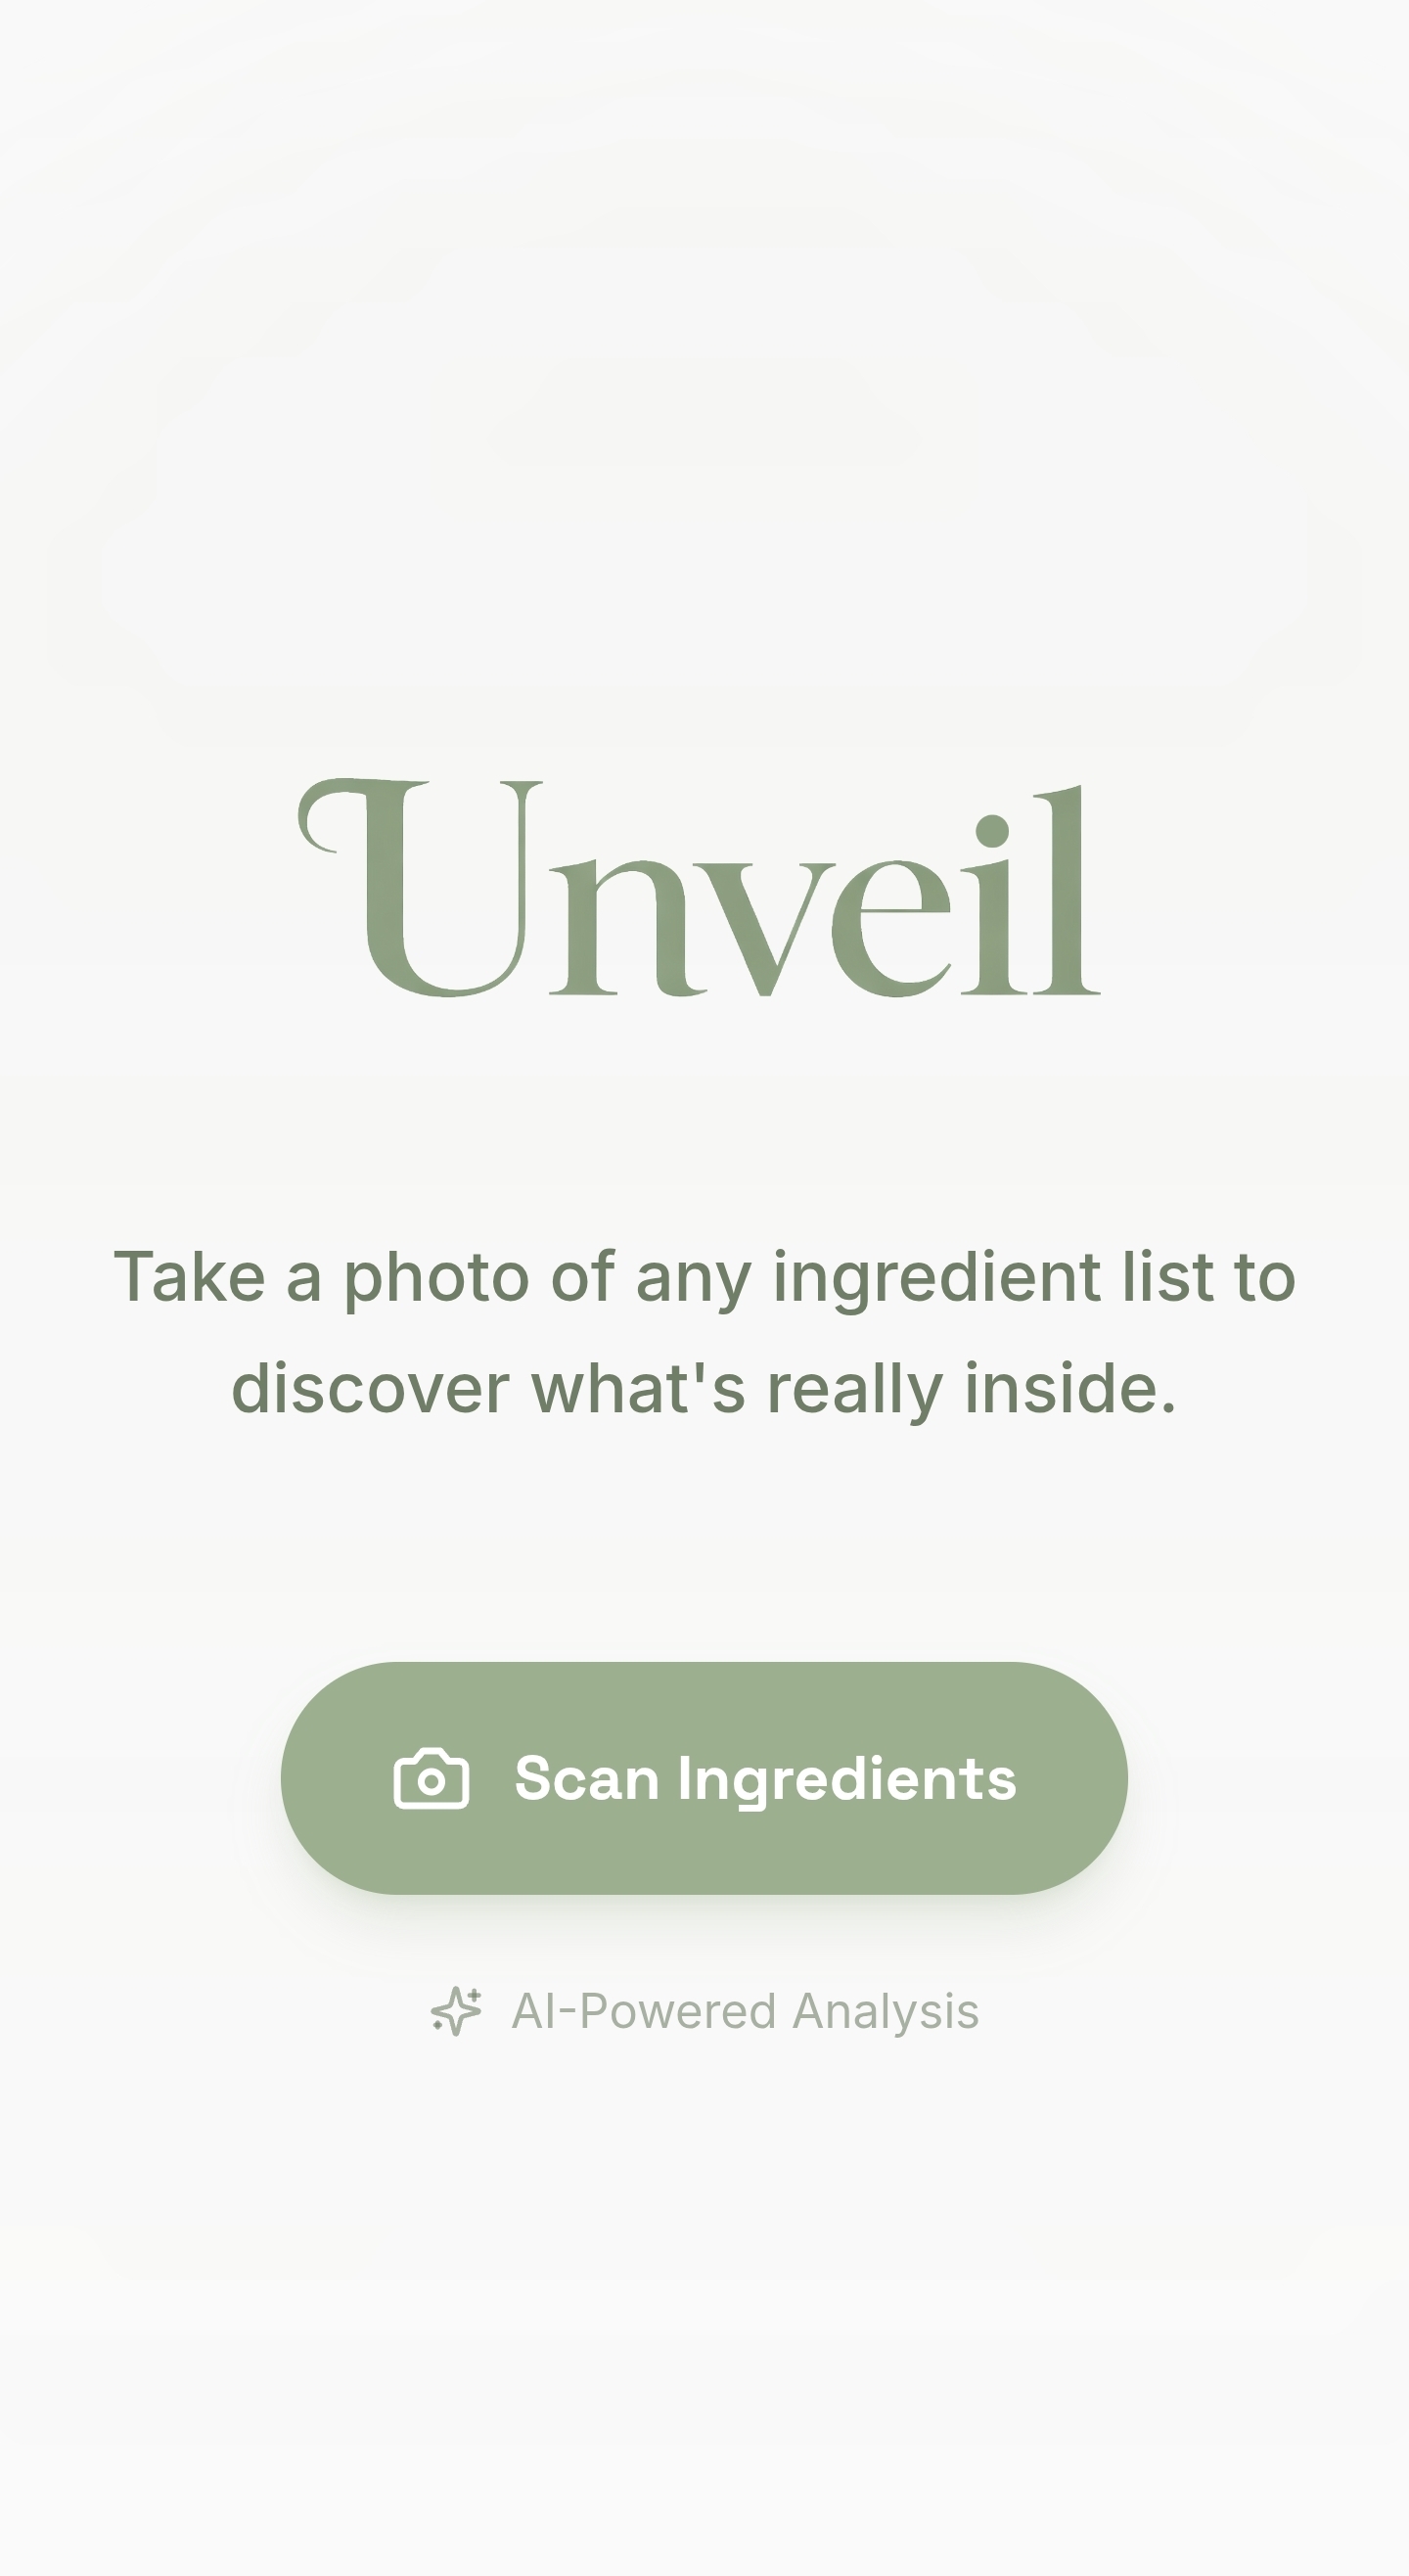 Unveil
Take a photo of any ingredient list to
discover what's really inside.
Scan Ingredients
AI-Powered Analysis